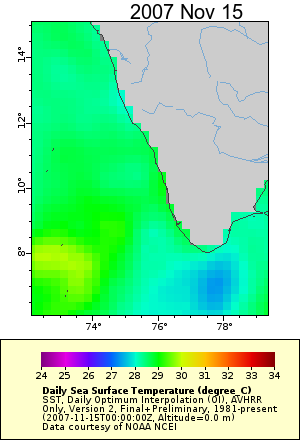 2007 Nov 15
14°
12°
10°
8°
74° 76° 78°
24 25 26 27 28 29 30 31 32 33 34
Daily Sea Surface Temperature (degree_C)
SST, Daily Optimum Interpolation (OI), AVHRR
Only, Version 2, Final+Preliminary, 1981-present
(2007-11-15T00:00:00Z, Altitude=0.0 m)
Data courtesy of NOAA NCEI